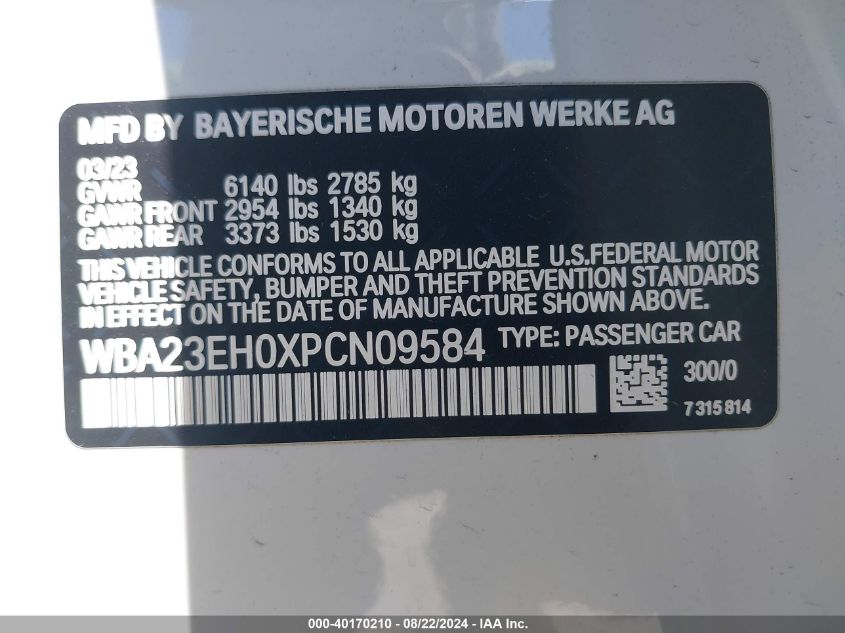 MFD BY BAYERISCHE MOTOREN WERKE AG
03/23
GVWR 6140 lbs 2785 kg
GAWR FRONT 2954 lbs 1340 kg
GAWR REAR 3373 lbs 1530 kg
THIS VEHICLE CONFORMS TO ALL APPLICABLE U.S.FEDERAL MOTOR
VEHICLE SAFETY, BUMPER AND THEFT PREVENTION STANDARDS
IN EFFECT ON THE DATE OF MANUFACTURE SHOWN ABOVE.
WBA23EH0XPCN09584 TYPE: PASSENGER CAR
300/0
7315814
000-40170210 - 08/22/2024 - IAA Inc.